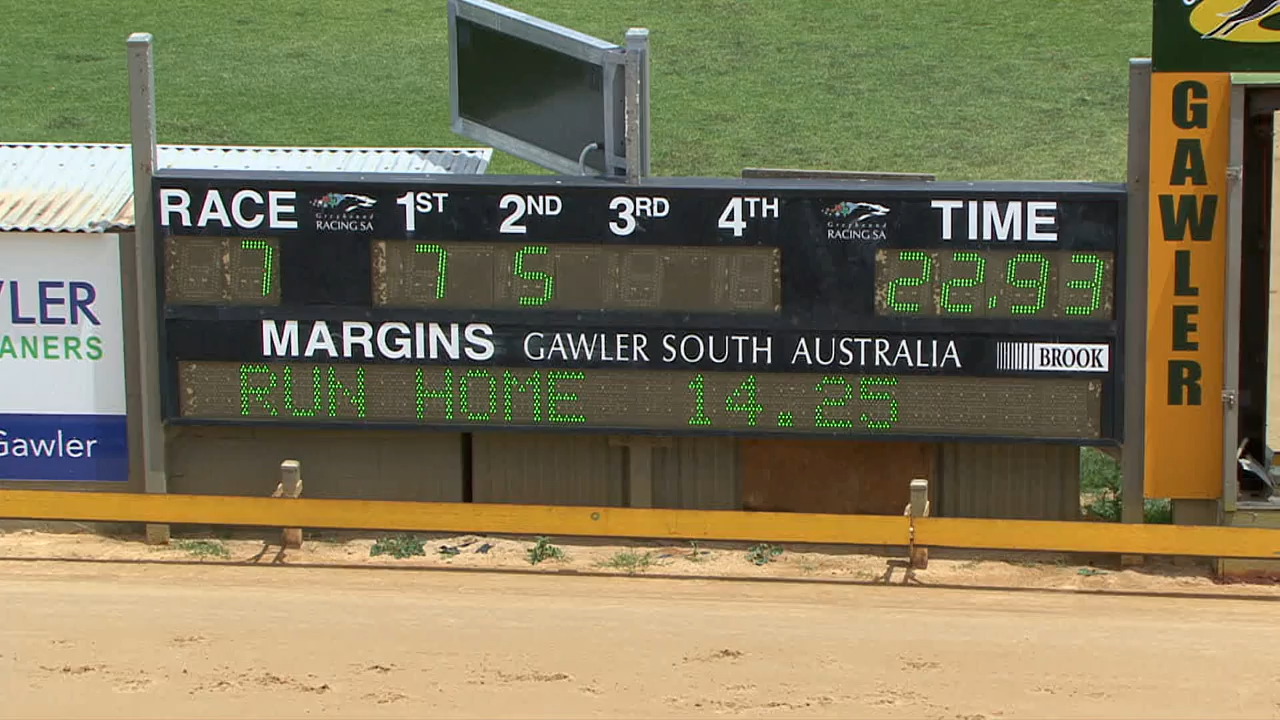 RACE Greyhound RACING SA 1ST 2ND 3RD 4TH Greyhound RACING SA TIME
7 7 5 22.93
MARGINS GAWLER SOUTH AUSTRALIA BROOK
RUN HOME 14.25
GAWLER
LER
ANERS
Gawler